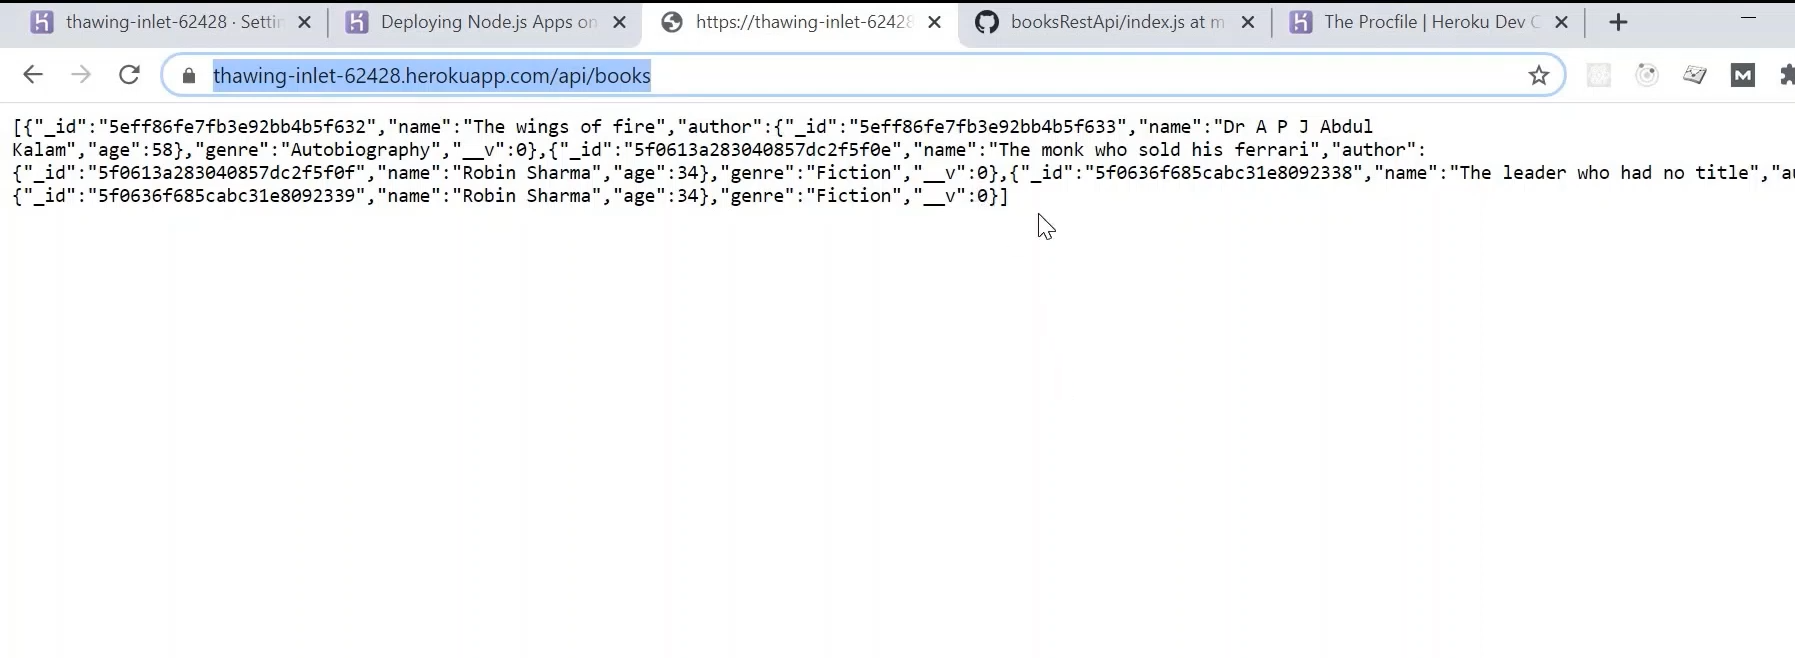 thawing-inlet-62428 · Settin
Deploying Node.js Apps on
https://thawing-inlet-62428
booksRestApi/index.js at m
The Procfile | Heroku Dev C
thawing-inlet-62428.herokuapp.com/api/books
[{"_id":"5eff86fe7fb3e92bb4b5f632","name":"The wings of fire","author":{"_id":"5eff86fe7fb3e92bb4b5f633","name":"Dr A P J Abdul
Kalam","age":58},"genre":"Autobiography","__v":0},{"_id":"5f0613a283040857dc2f5f0e","name":"The monk who sold his ferrari","author":
{"_id":"5f0613a283040857dc2f5f0f","name":"Robin Sharma","age":34},"genre":"Fiction","__v":0},{"_id":"5f0636f685cabc31e8092338","name":"The leader who had no title","au
{"_id":"5f0636f685cabc31e8092339","name":"Robin Sharma","age":34},"genre":"Fiction","__v":0}]